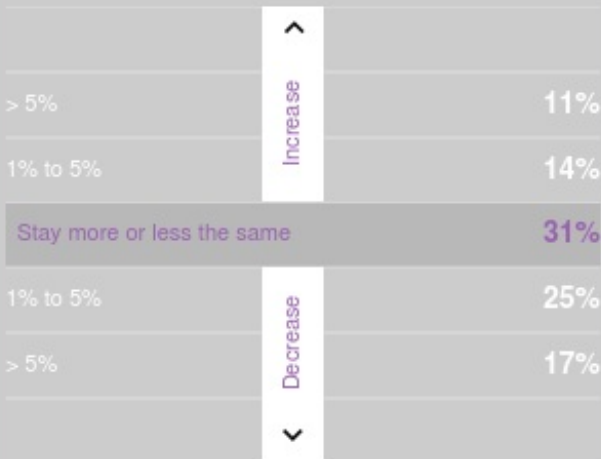 Increase
> 5% 11%
1% to 5% 14%
Stay more or less the same 31%
Decrease
1% to 5% 25%
> 5% 17%